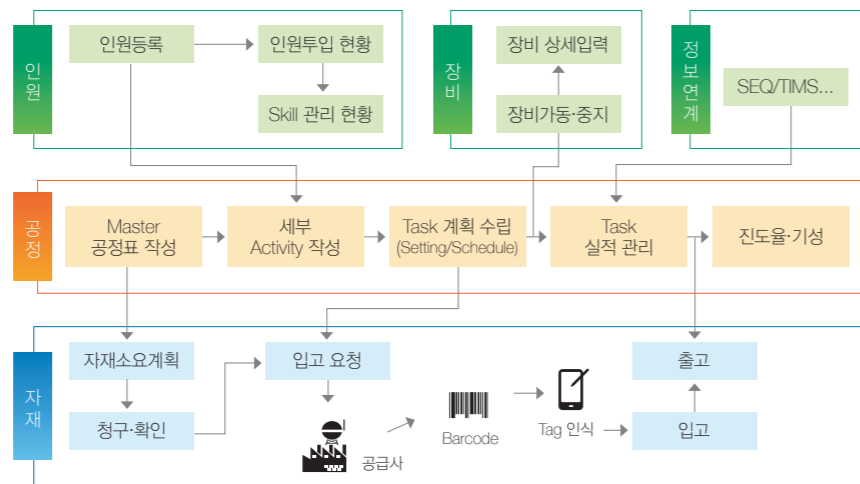 인원
인원등록
인원투입 현황
Skill 관리 현황
장비
장비 상세입력
장비가동·중지
정보연계
SEQ/TIMS...
공정
Master
공정표 작성
세부
Activity 작성
Task 계획 수립
(Setting/Schedule)
Task
실적 관리
진도율·기성
자재
자재소요계획
청구·확인
입고 요청
공급사
Barcode
Tag 인식
출고
입고